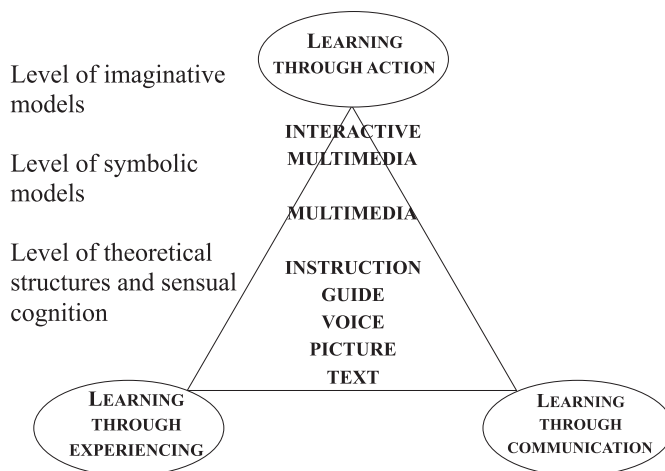 LEARNING
THROUGH ACTION
Level of imaginative
models
INTERACTIVE
MULTIMEDIA
Level of symbolic
models
MULTIMEDIA
Level of theoretical
structures and sensual
cognition
INSTRUCTION
GUIDE
VOICE
PICTURE
TEXT
LEARNING
THROUGH
EXPERIENCING
LEARNING
THROUGH
COMMUNICATION